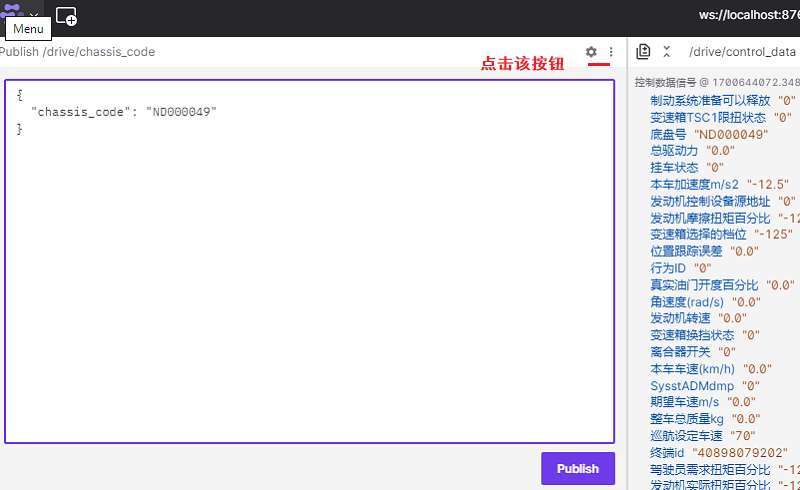 Menu
ws://localhost:876
Publish /drive/chassis_code
点击该按钮
/drive/control_data
{
"chassis_code": "ND000049"
}
Publish
控制数据信号 @ 1700644072.348
制动系统准备可以释放 "0"
变速箱TSC1限扭状态 "0"
底盘号 "ND000049"
总驱动力 "0.0"
挂车状态 "0"
本车加速度m/s2 "-12.5"
发动机控制设备源地址 "0"
发动机摩擦扭矩百分比 "-12
变速箱选择的档位 "-125"
位置跟踪误差 "0.0"
行为ID "0"
真实油门开度百分比 "0.0"
角速度(rad/s) "0.0"
发动机转速 "0.0"
变速箱换挡状态 "0"
离合器开关 "0"
本车车速(km/h) "0.0"
SysstADMdmp "0"
期望车速m/s "0.0"
整车总质量kg "0.0"
巡航设定车速 "70"
终端id "40898079202"
驾驶员需求扭矩百分比 "-12
发动机实际扭矩百分比 "-12